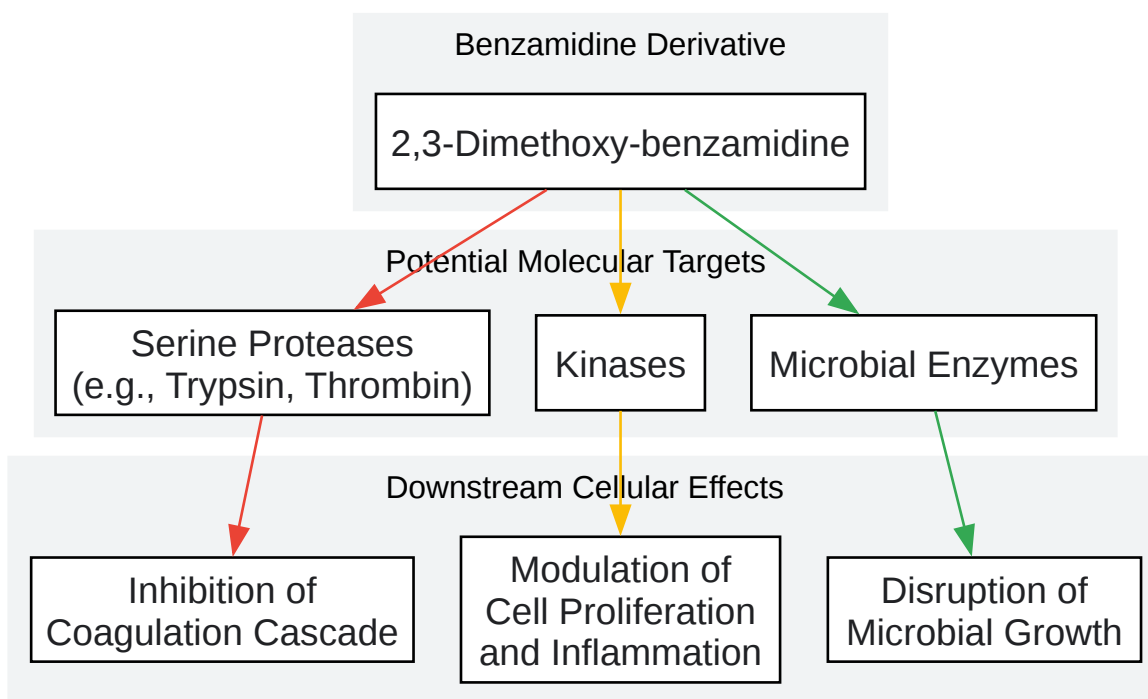 Benzamidine Derivative
2,3-Dimethoxy-benzamidine
Potential Molecular Targets
Serine Proteases
(e.g., Trypsin, Thrombin)
Kinases
Microbial Enzymes
Downstream Cellular Effects
Inhibition of
Coagulation Cascade
Modulation of
Cell Proliferation
and Inflammation
Disruption of
Microbial Growth